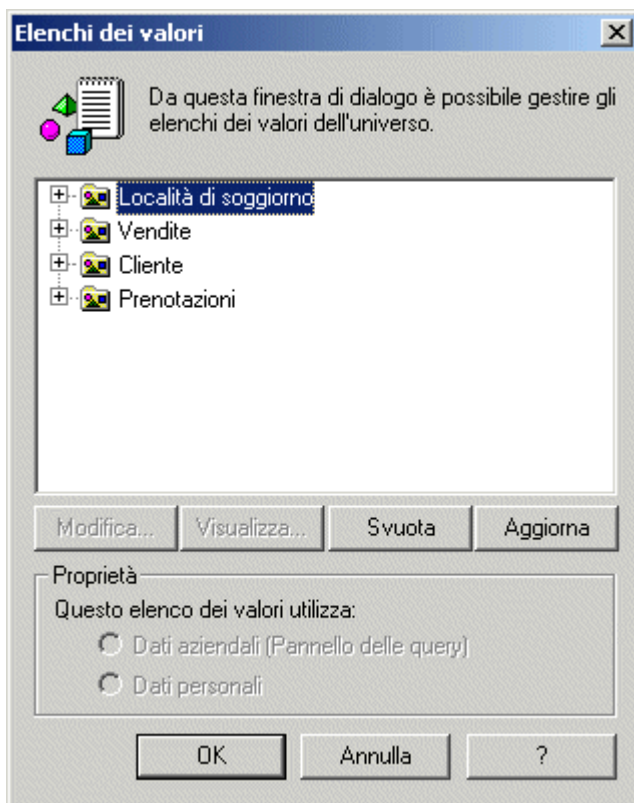 Elenchi dei valori
Da questa finestra di dialogo è possibile gestire gli
elenchi dei valori dell'universo.
Località di soggiorno
Vendite
Cliente
Prenotazioni
Modifica... Visualizza... Svuota Aggiorna
Proprietà
Questo elenco dei valori utilizza:
Dati aziendali (Pannello delle query)
Dati personali
OK Annulla ?